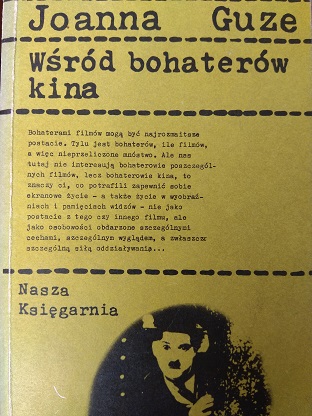 Joanna Guze
Wśród bohaterów
kina
Bohaterami filmów mogą być najrozmaitsze
postacie. Tylu jest bohaterów, ile filmów,
a więc nieprzeliczone mnóstwo. Ale nas
tutaj nie interesują bohaterowie poszczegól-
nych filmów, lecz bohaterowie kina, to
znaczy ci, co potrafili zapewnić sobie
ekranowe życie - a także życie w wyobraź-
niach i pamięciach widzów - nie jako
postacie z tego czy innego filmu, ale
jako osobowości obdarzone szczególnymi
cechami, szczególnym wyglądem, a zwłaszcza
szczególną siłą oddziaływania...
Nasza
Księgarnia